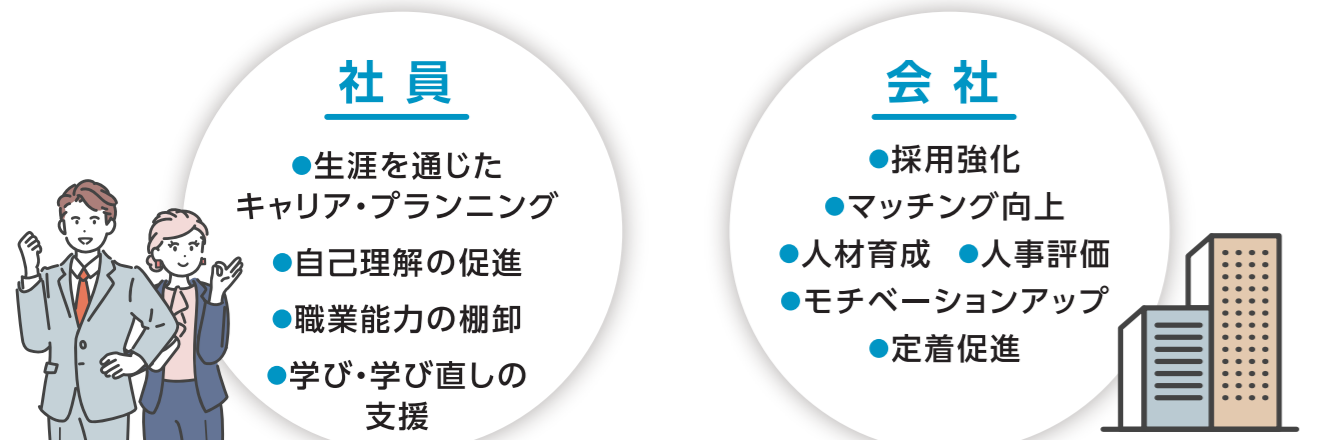 社員
●生涯を通じた
キャリア・プランニング
●自己理解の促進
●職業能力の棚卸
●学び・学び直しの
支援
会社
●採用強化
●マッチング向上
●人材育成 ●人事評価
●モチベーションアップ
●定着促進